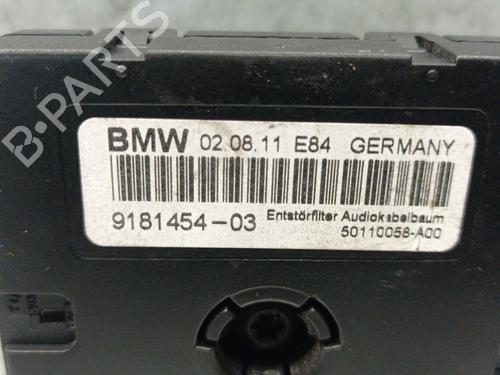 BMW 02.08.11 E84 GERMANY
9181454-03 Entstörfilter Audiokabelbaum
50110058-A00
B-PARTS